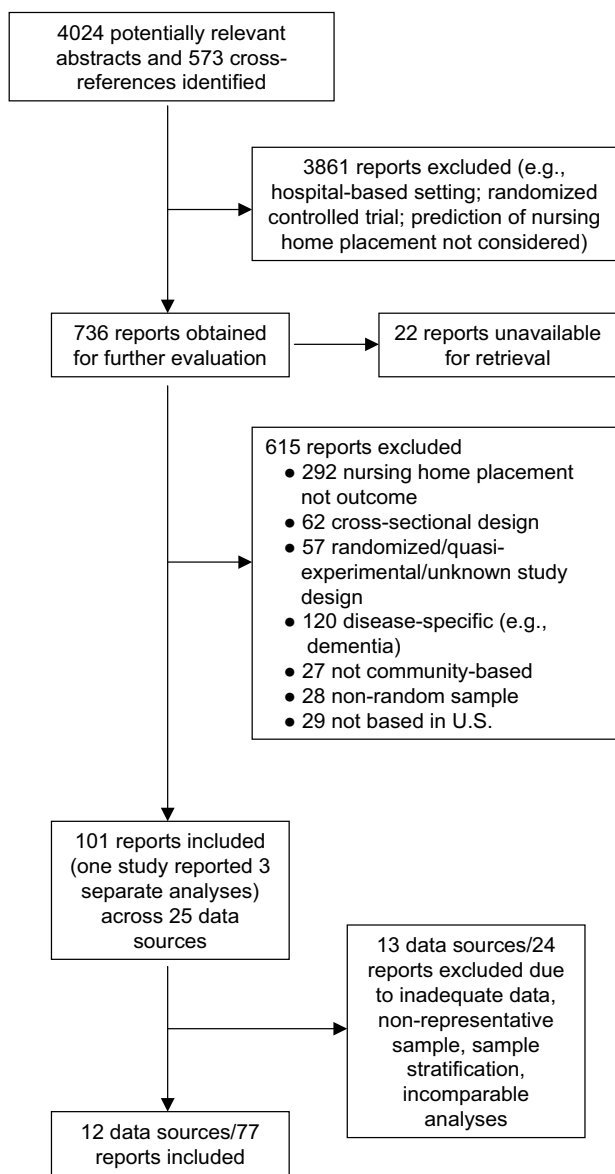 4024 potentially relevant
abstracts and 573 cross-
references identified
3861 reports excluded (e.g.,
hospital-based setting; randomized
controlled trial; prediction of nursing
home placement not considered)
736 reports obtained
for further evaluation
22 reports unavailable
for retrieval
615 reports excluded
● 292 nursing home placement
not outcome
● 62 cross-sectional design
● 57 randomized/quasi-
experimental/unknown study
design
● 120 disease-specific (e.g.,
dementia)
● 27 not community-based
● 28 non-random sample
● 29 not based in U.S.
101 reports included
(one study reported 3
separate analyses)
across 25 data
sources
13 data sources/24
reports excluded due
to inadequate data,
non-representative
sample, sample
stratification,
incomparable
analyses
12 data sources/77
reports included